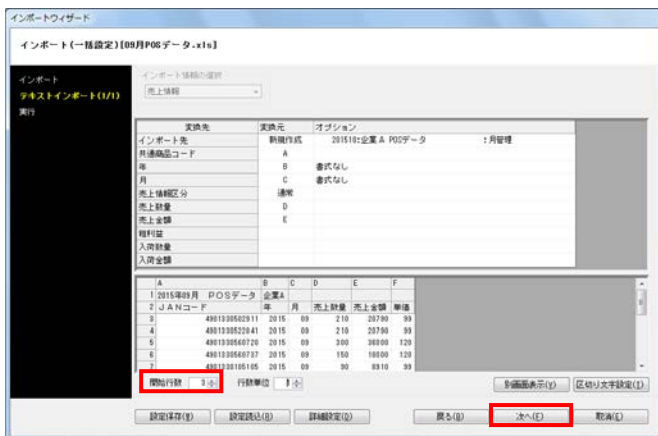 インポートウィザード
インポート(一括設定)[09月POSデータ.xls]
インポート
テキストインポート(1/1)
実行
インポート情報の選択
売上情報
変換先 変換元 オプション
インポート先 新規作成 201510:企業A POSデータ :月管理
共通商品コード A
年 B 書式なし
月 C 書式なし
売上情報区分 通常
売上数量 D
売上金額 E
粗利益
入荷数量
入荷金額
A B C D E F
1 2015年09月 POSデータ 企業A
2 JANコード 年 月 売上数量 売上金額 単価
3 4901330502911 2015 09 210 20790 99
4 4901330522841 2015 09 210 20790 99
5 4901330560720 2015 09 300 36000 120
6 4901330560737 2015 09 150 18000 120
7 4901330105105 2015 09 90 8910 99
開始行数 3 行数単位 1 別画面表示(V) 区切り文字設定(I)
設定保存(W) 設定読込(R) 詳細設定(O) 戻る(B) 次へ(F) 取消(E)